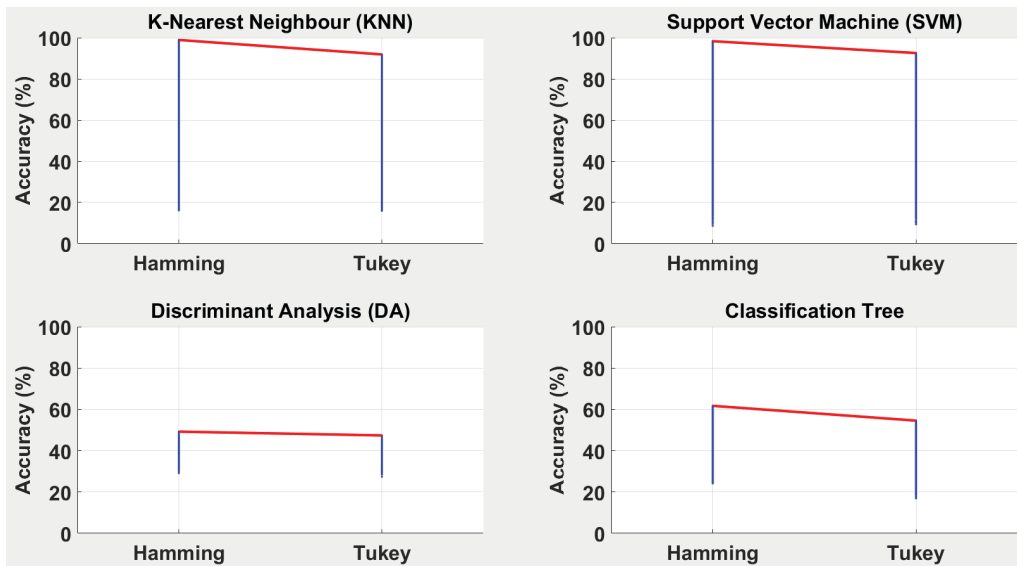 K-Nearest Neighbour (KNN)
Accuracy (%)
100
80
60
40
20
0
Hamming Tukey
Support Vector Machine (SVM)
Accuracy (%)
100
80
60
40
20
0
Hamming Tukey
Discriminant Analysis (DA)
Accuracy (%)
100
80
60
40
20
0
Hamming Tukey
Classification Tree
Accuracy (%)
100
80
60
40
20
0
Hamming Tukey